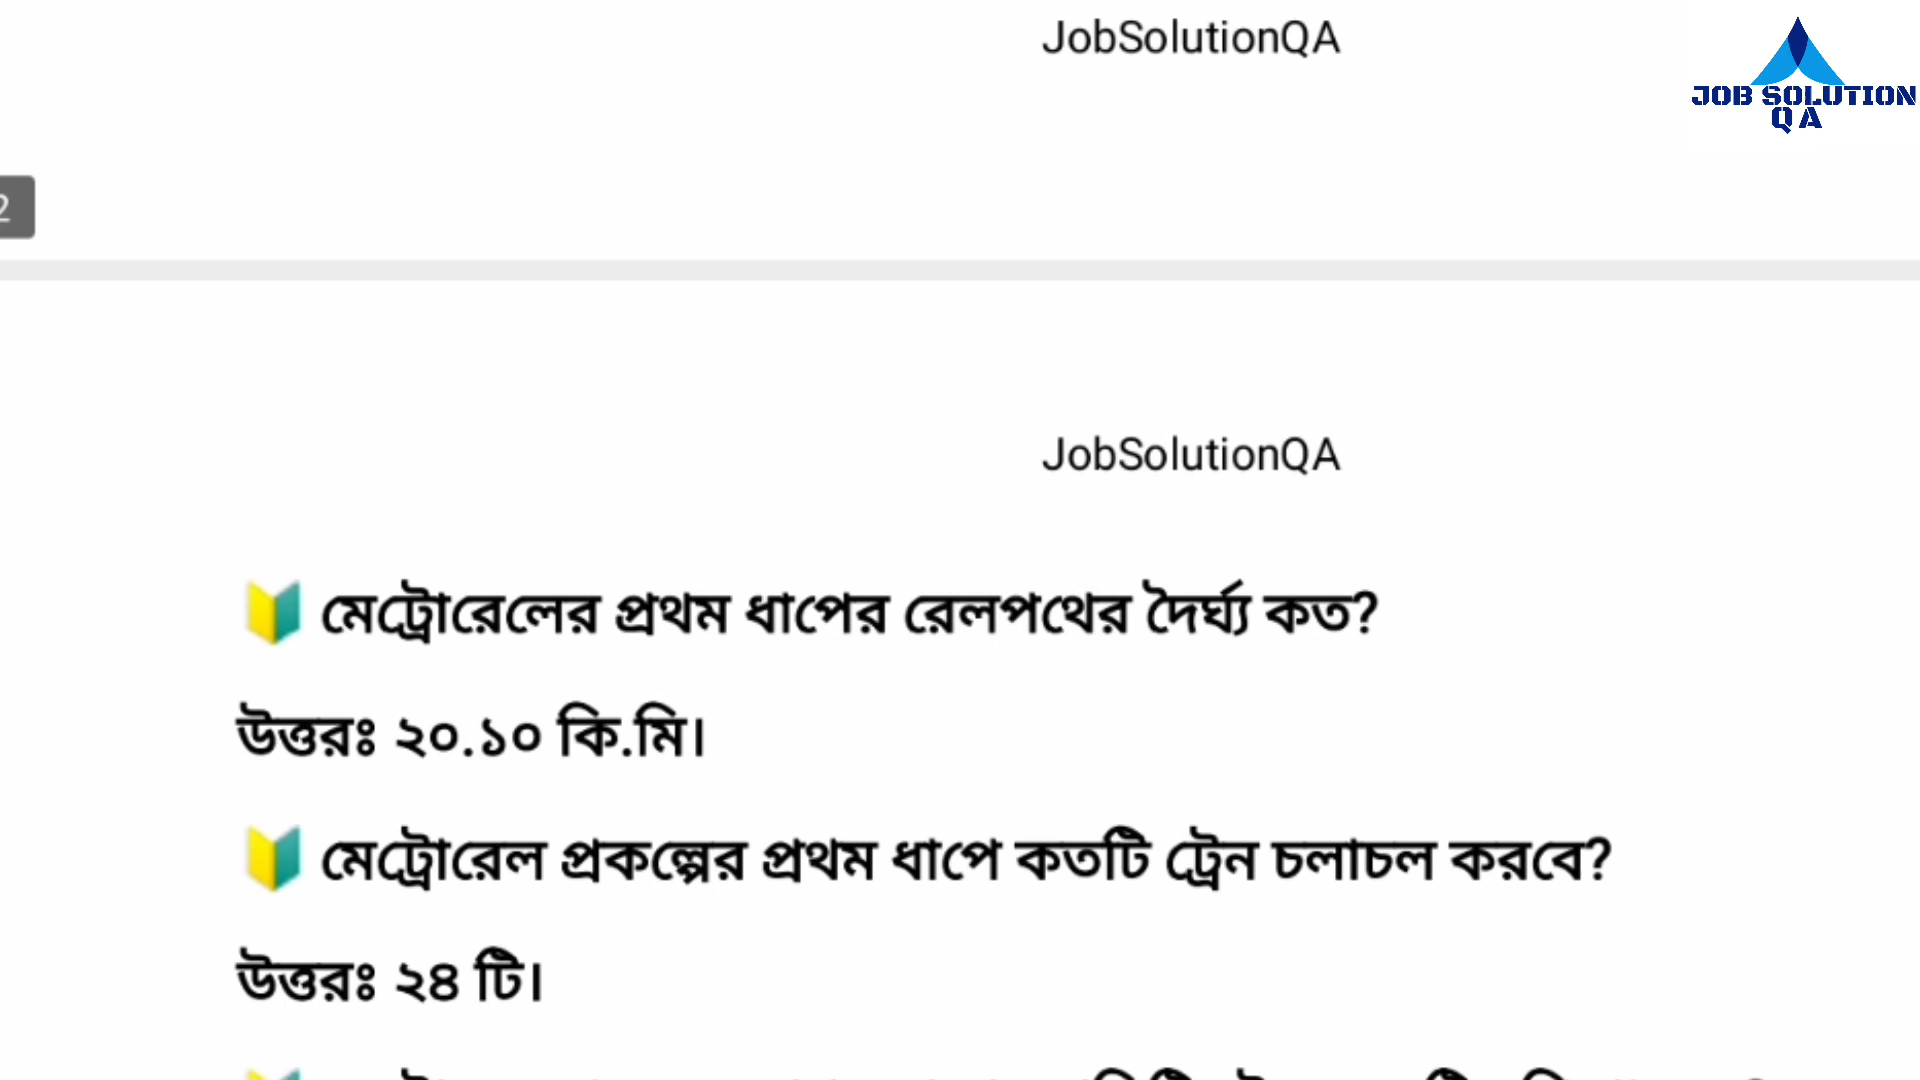 JobSolutionQA
JOB SOLUTION
QA
2
JobSolutionQA
🔰 মেট্রোরেলের প্রথম ধাপের রেলপথের দৈর্ঘ্য কত?
উত্তরঃ ২০.১০ কি.মি।
🔰 মেট্রোরেল প্রকল্পের প্রথম ধাপে কতটি ট্রেন চলাচল করবে?
উত্তরঃ ২৪ টি।